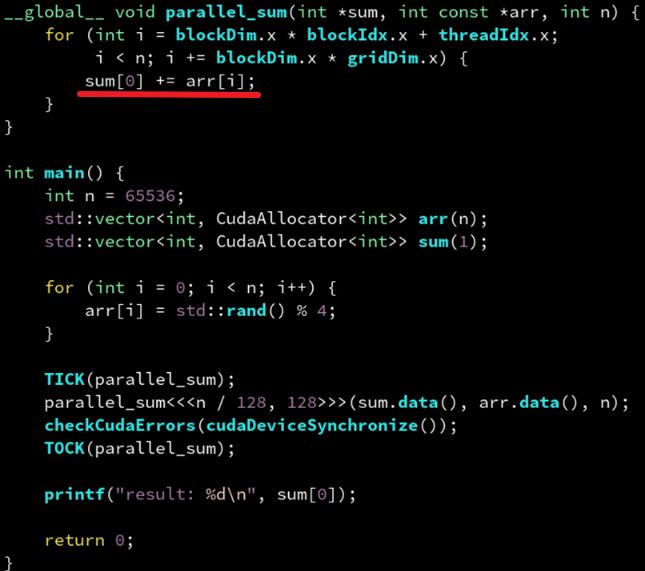 __global__ void parallel_sum(int *sum, int const *arr, int n) {
    for (int i = blockDim.x * blockIdx.x + threadIdx.x;
         i < n; i += blockDim.x * gridDim.x) {
        sum[0] += arr[i];
    }
}

int main() {
    int n = 65536;
    std::vector<int, CudaAllocator<int>> arr(n);
    std::vector<int, CudaAllocator<int>> sum(1);

    for (int i = 0; i < n; i++) {
        arr[i] = std::rand() % 4;
    }

    TICK(parallel_sum);
    parallel_sum<<<n / 128, 128>>>(sum.data(), arr.data(), n);
    checkCudaErrors(cudaDeviceSynchronize());
    TOCK(parallel_sum);

    printf("result: %d\n", sum[0]);

    return 0;
}